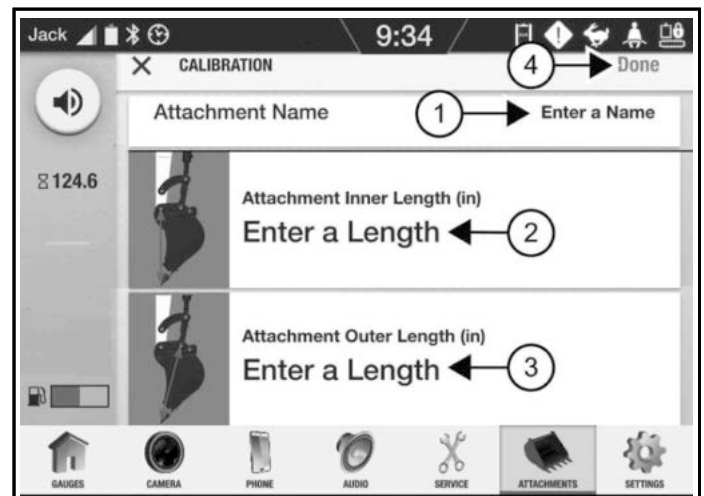 Jack 9:34
CALIBRATION 4 Done
Attachment Name 1 Enter a Name
124.6
Attachment Inner Length (in)
Enter a Length 2
Attachment Outer Length (in)
Enter a Length 3
GAUGES CAMERA PHONE AUDIO SERVICE ATTACHMENTS SETTINGS